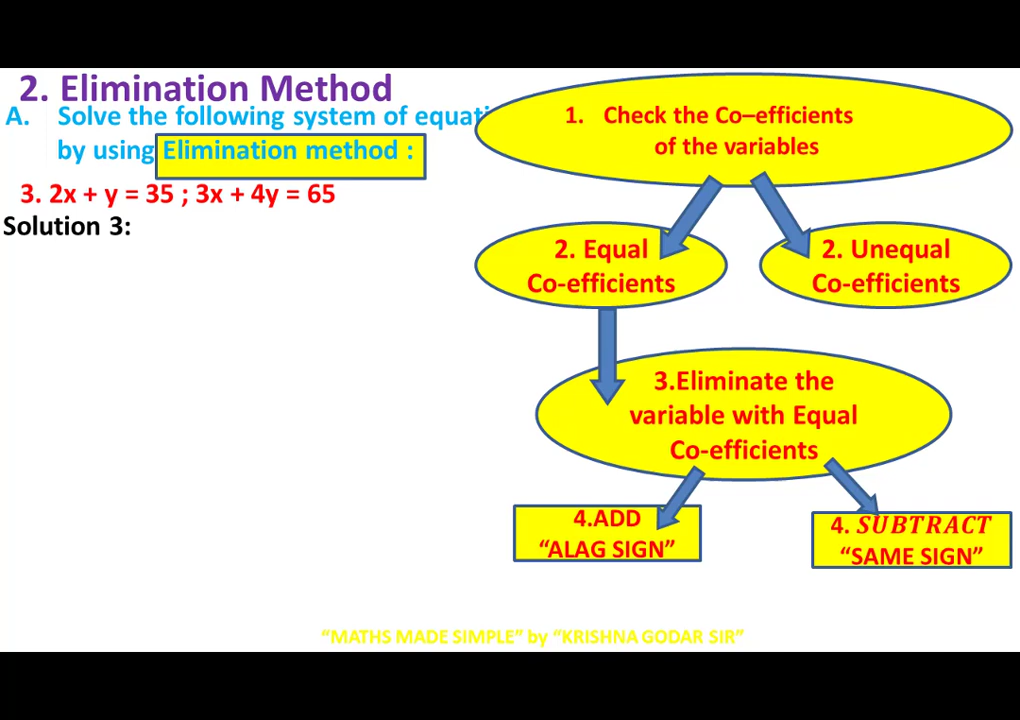 2. Elimination Method
A. Solve the following system of equati
by using Elimination method :
3. 2x + y = 35 ; 3x + 4y = 65
Solution 3:
1. Check the Co–efficients
of the variables
2. Equal
Co-efficients
2. Unequal
Co-efficients
3.Eliminate the
variable with Equal
Co-efficients
4.ADD
“ALAG SIGN”
4. SUBTRACT
“SAME SIGN”
“MATHS MADE SIMPLE” by “KRISHNA GODAR SIR”